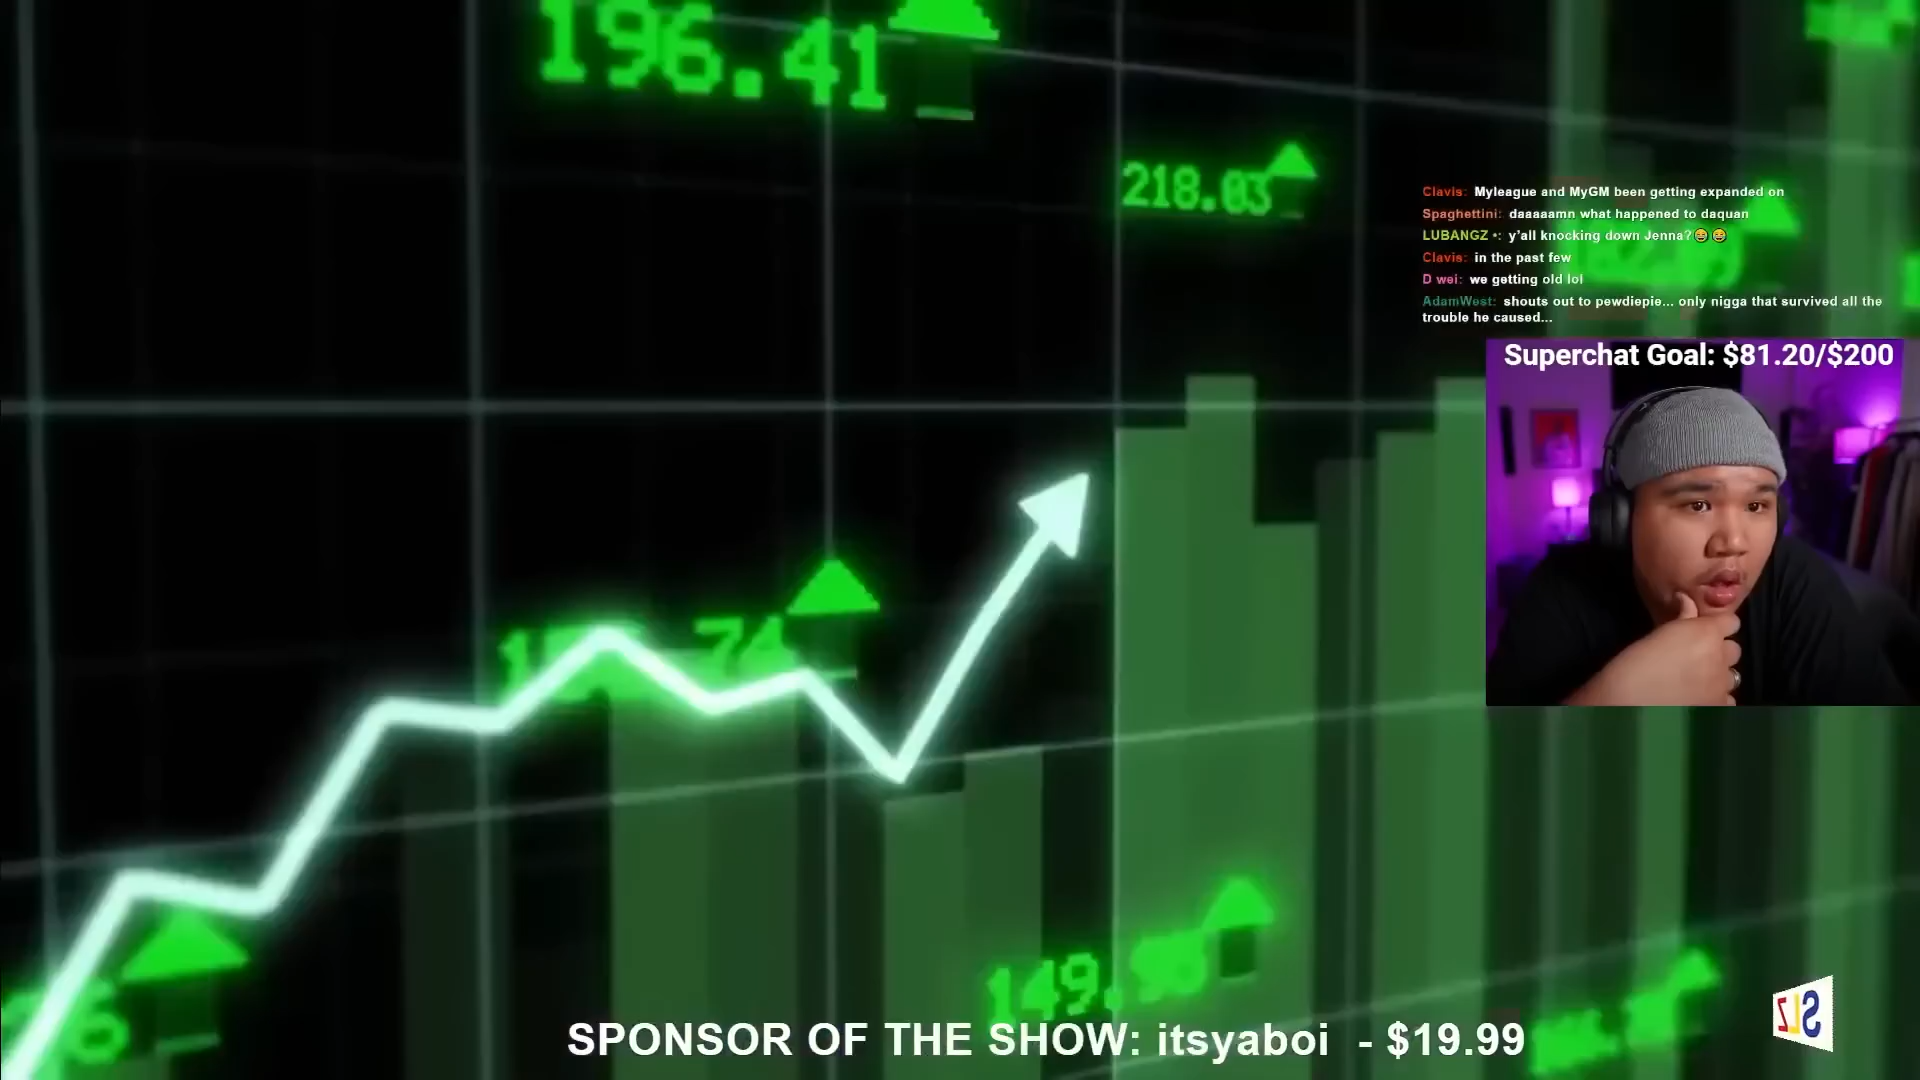 196.41
218.03
Clavis: Myleague and MyGM been getting expanded on
Spaghettini: daaaaamn what happened to daquan
LUBANGZ •: y'all knocking down Jenna?😆😆
Clavis: in the past few
D wei: we getting old lol
AdamWest: shouts out to pewdiepie... only nigga that survived all the
trouble he caused...
Superchat Goal: $81.20/$200
74
SPONSOR OF THE SHOW: itsyaboi - $19.99